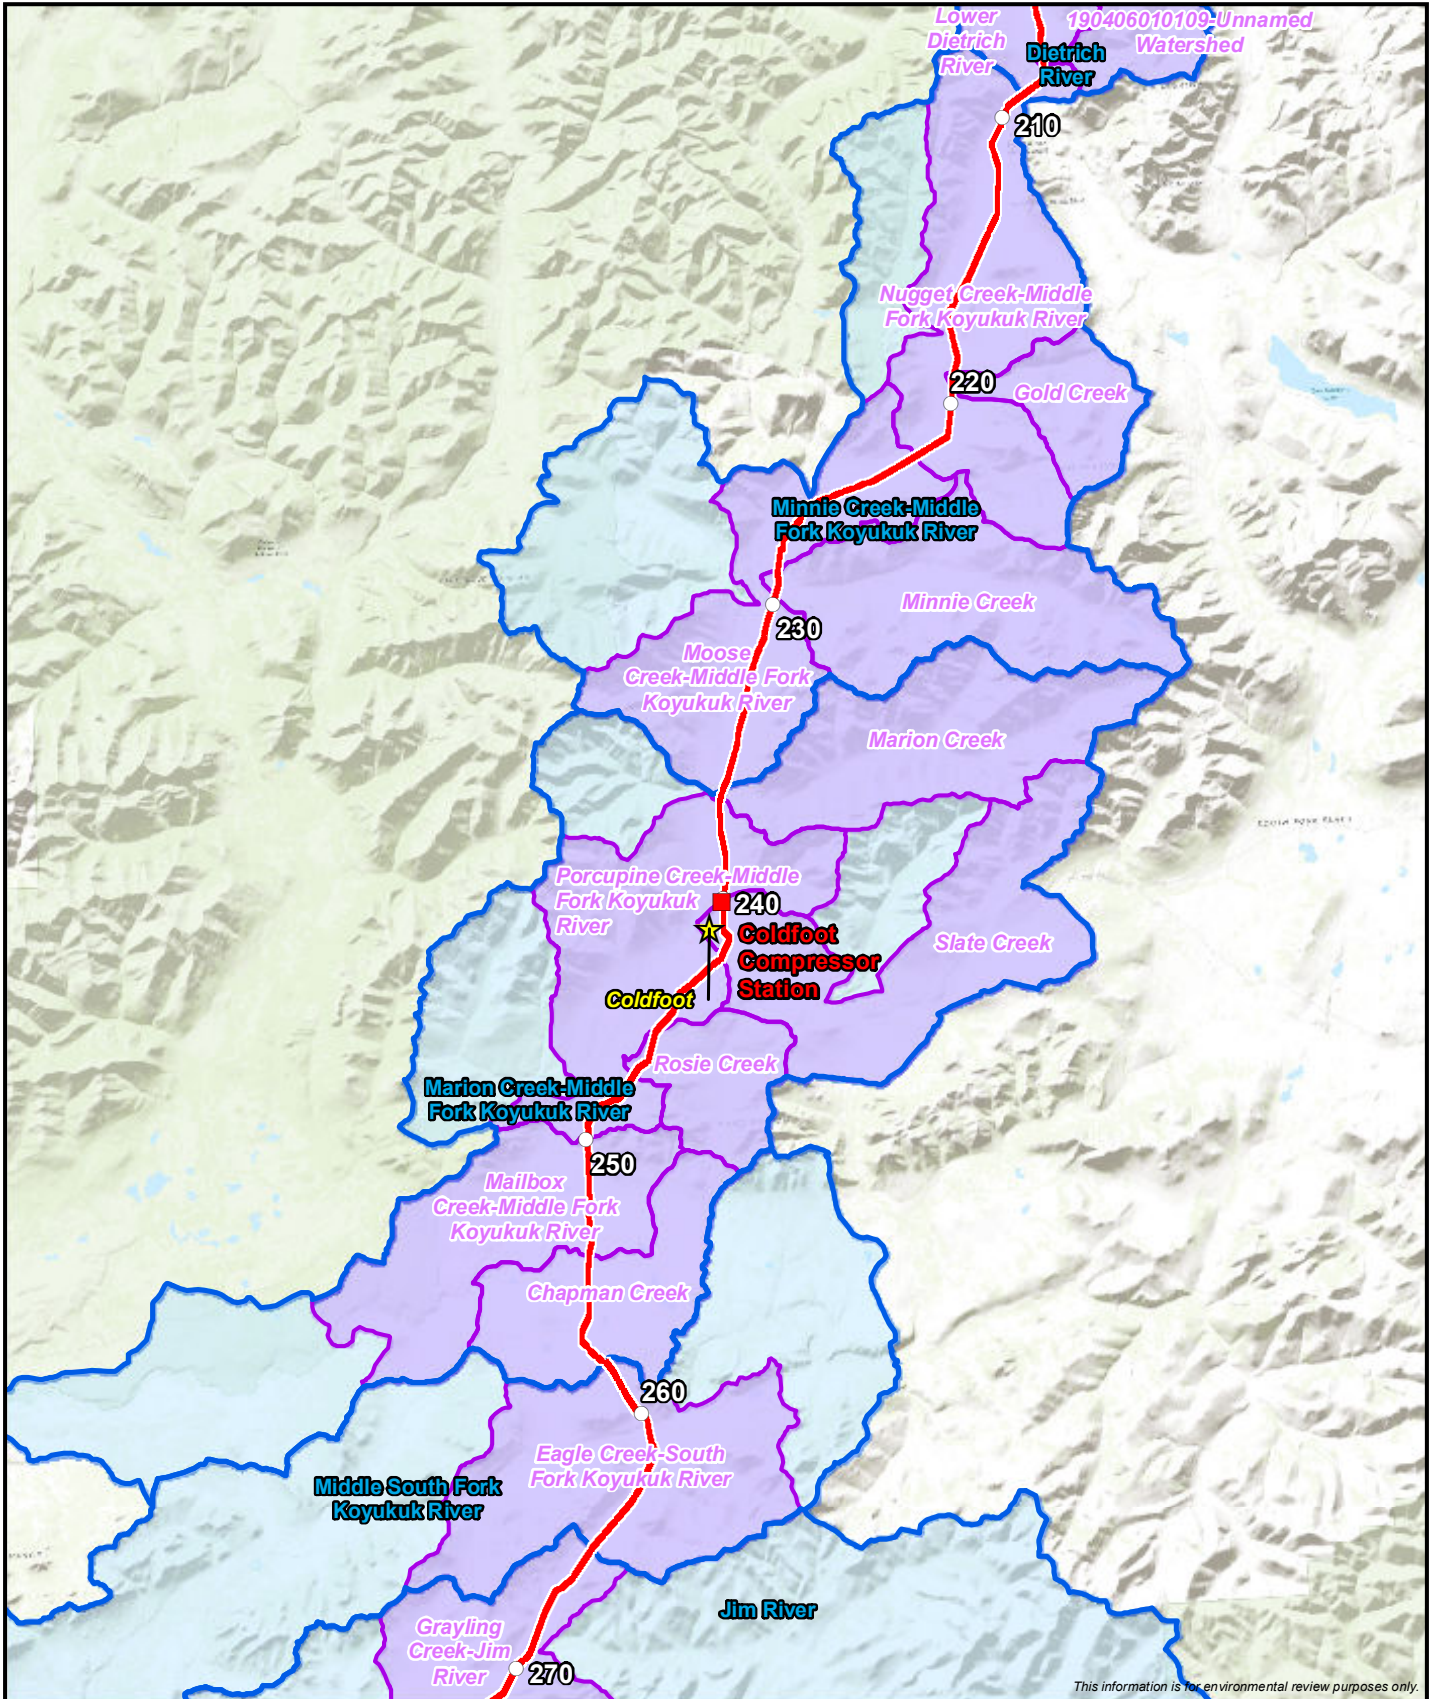 Lower
Dietrich
River
190406010109-Unnamed
Watershed
Dietrich
River
210
Nugget Creek-Middle
Fork Koyukuk River
220
Gold Creek
Minnie Creek-Middle
Fork Koyukuk River
Minnie Creek
230
Moose
Creek-Middle Fork
Koyukuk River
Marion Creek
Porcupine Creek-Middle
Fork Koyukuk
River
240
Coldfoot
Compressor
Station
Slate Creek
Coldfoot
Rosie Creek
Marion Creek-Middle
Fork Koyukuk River
250
Mailbox
Creek-Middle Fork
Koyukuk River
Chapman Creek
260
Eagle Creek-South
Fork Koyukuk River
Middle South Fork
Koyukuk River
Jim River
Grayling
Creek-Jim
River
270
This information is for environmental review purposes only.